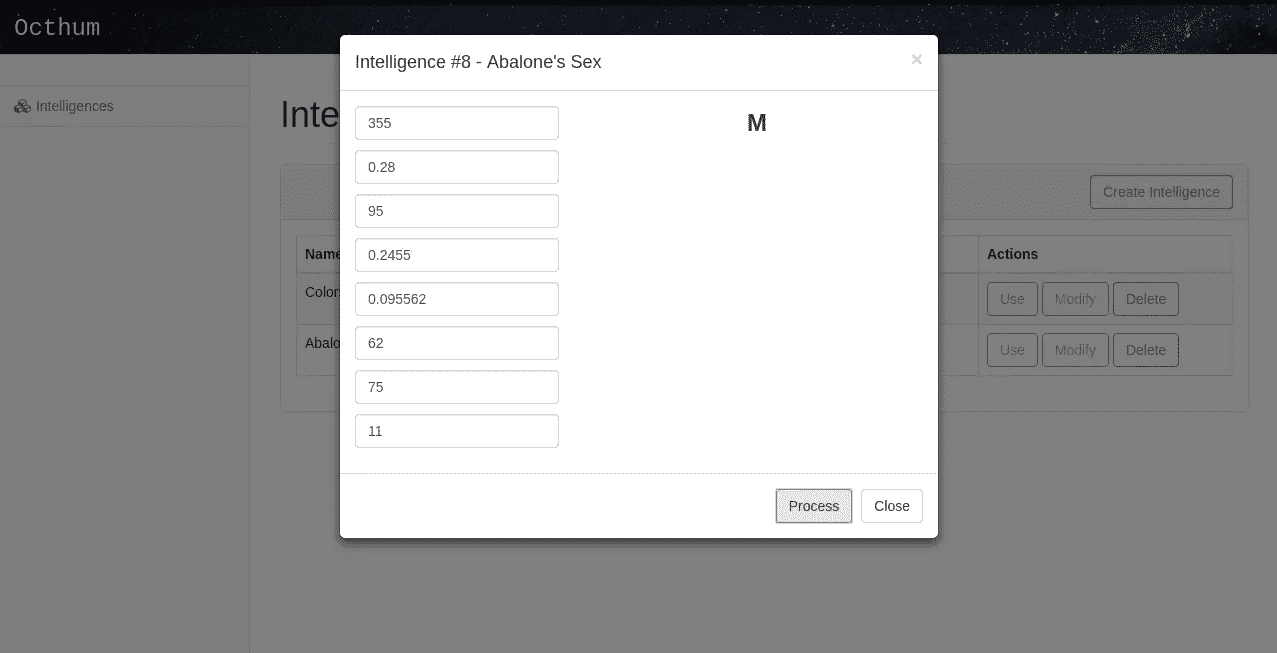 Octhum
Intelligences
Inte
Create Intelligence
Name
Actions
Color
Use Modify Delete
Abalo
Use Modify Delete
Intelligence #8 - Abalone's Sex ×
355
M
0.28
95
0.2455
0.095562
62
75
11
Process Close